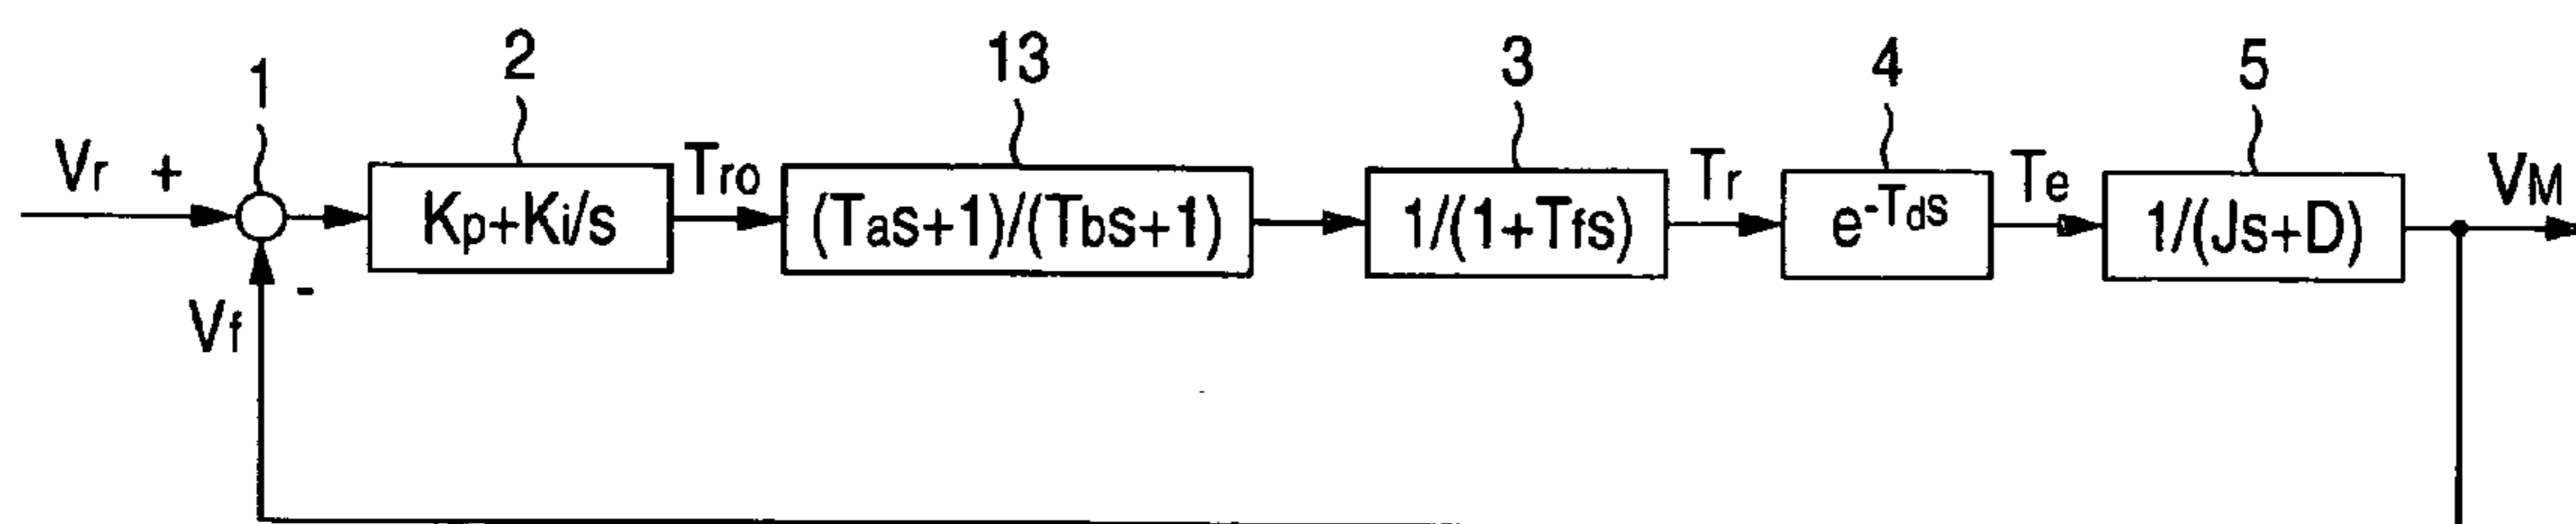 1 2 13 3 4 5
Vr + Tro Tr Te VM
Kp+Ki/s (Tas+1)/(Tbs+1) 1/(1+Tfs) e-Tds 1/(Js+D)
Vf -